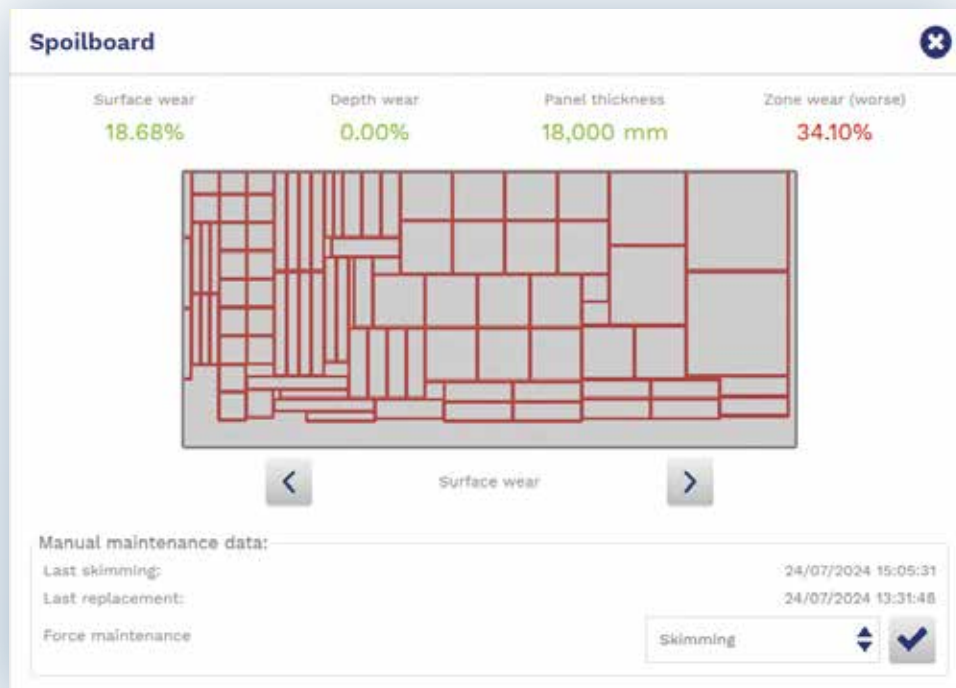 Spoilboard
Surface wear Depth wear Panel thickness Zone wear (worse)
18.68% 0.00% 18,000 mm 34.10%
Surface wear
Manual maintenance data:
Last skimming: 24/07/2024 15:05:31
Last replacement: 24/07/2024 13:31:48
Force maintenance Skimming